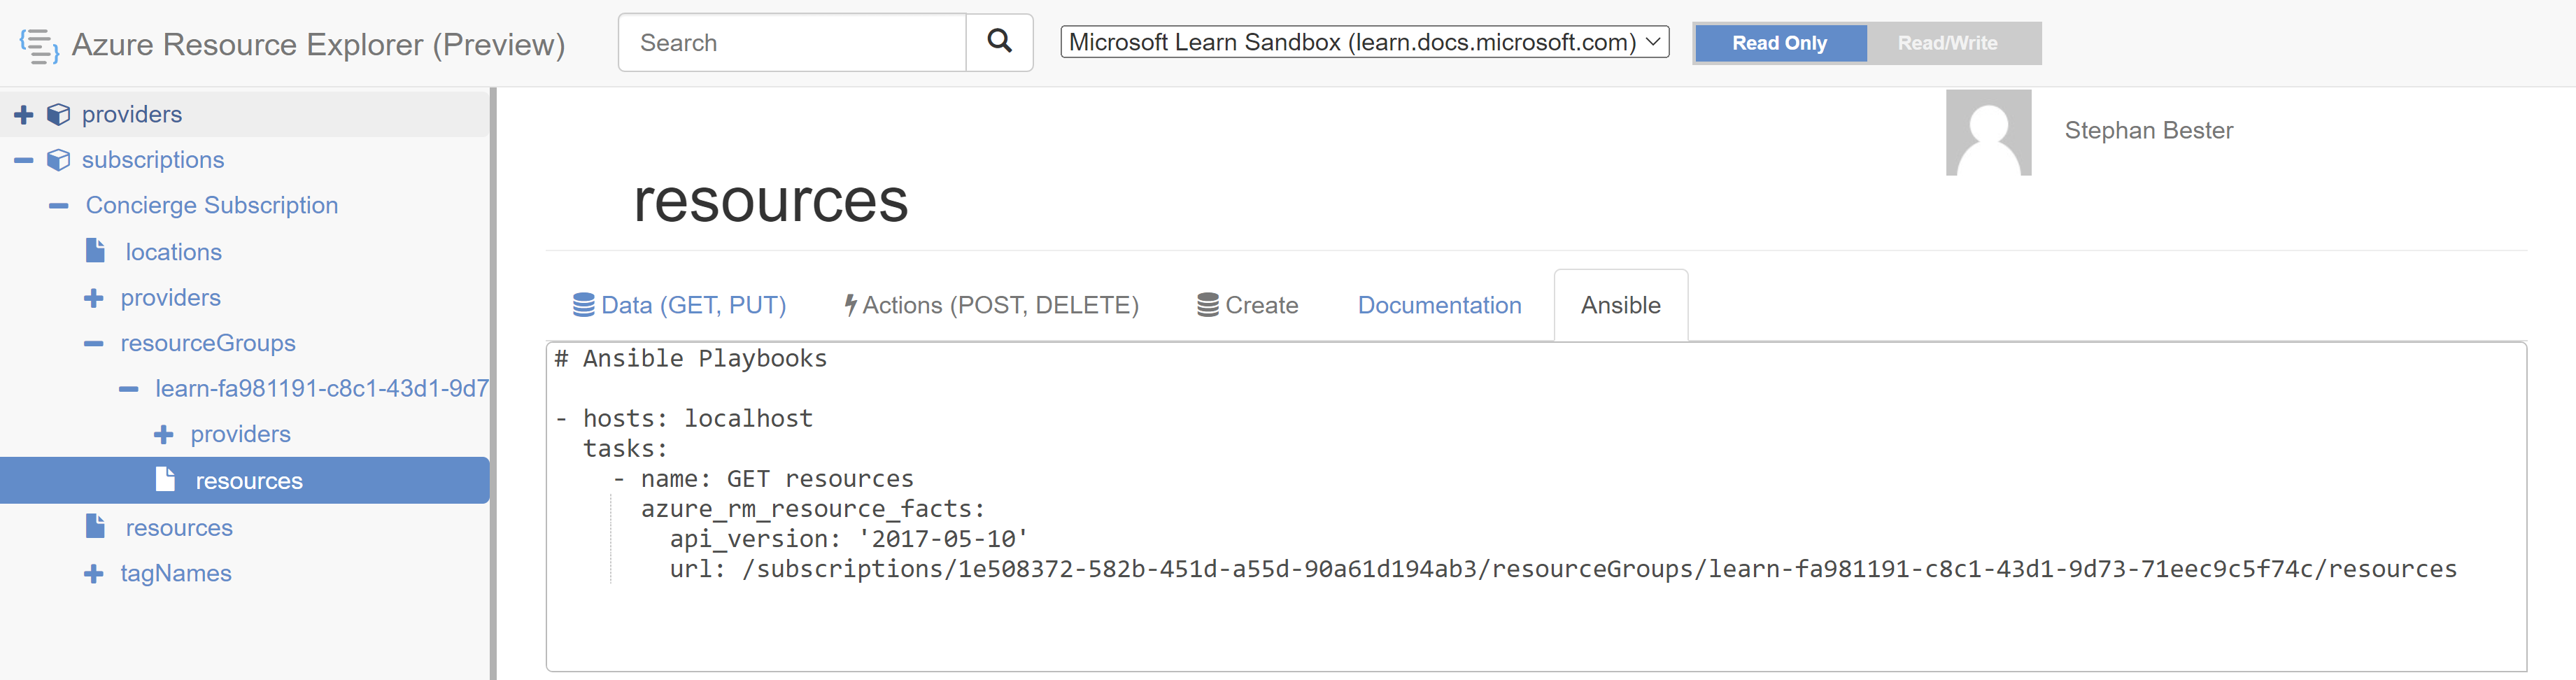 Azure Resource Explorer (Preview)
Search
Microsoft Learn Sandbox (learn.docs.microsoft.com)
Read Only
Read/Write
providers
subscriptions
Concierge Subscription
locations
providers
resourceGroups
learn-fa981191-c8c1-43d1-9d7
providers
resources
resources
tagNames
Stephan Bester
resources
Data (GET, PUT)
Actions (POST, DELETE)
Create
Documentation
Ansible
# Ansible Playbooks
- hosts: localhost
tasks:
- name: GET resources
azure_rm_resource_facts:
api_version: '2017-05-10'
url: /subscriptions/1e508372-582b-451d-a55d-90a61d194ab3/resourceGroups/learn-fa981191-c8c1-43d1-9d73-71eec9c5f74c/resources